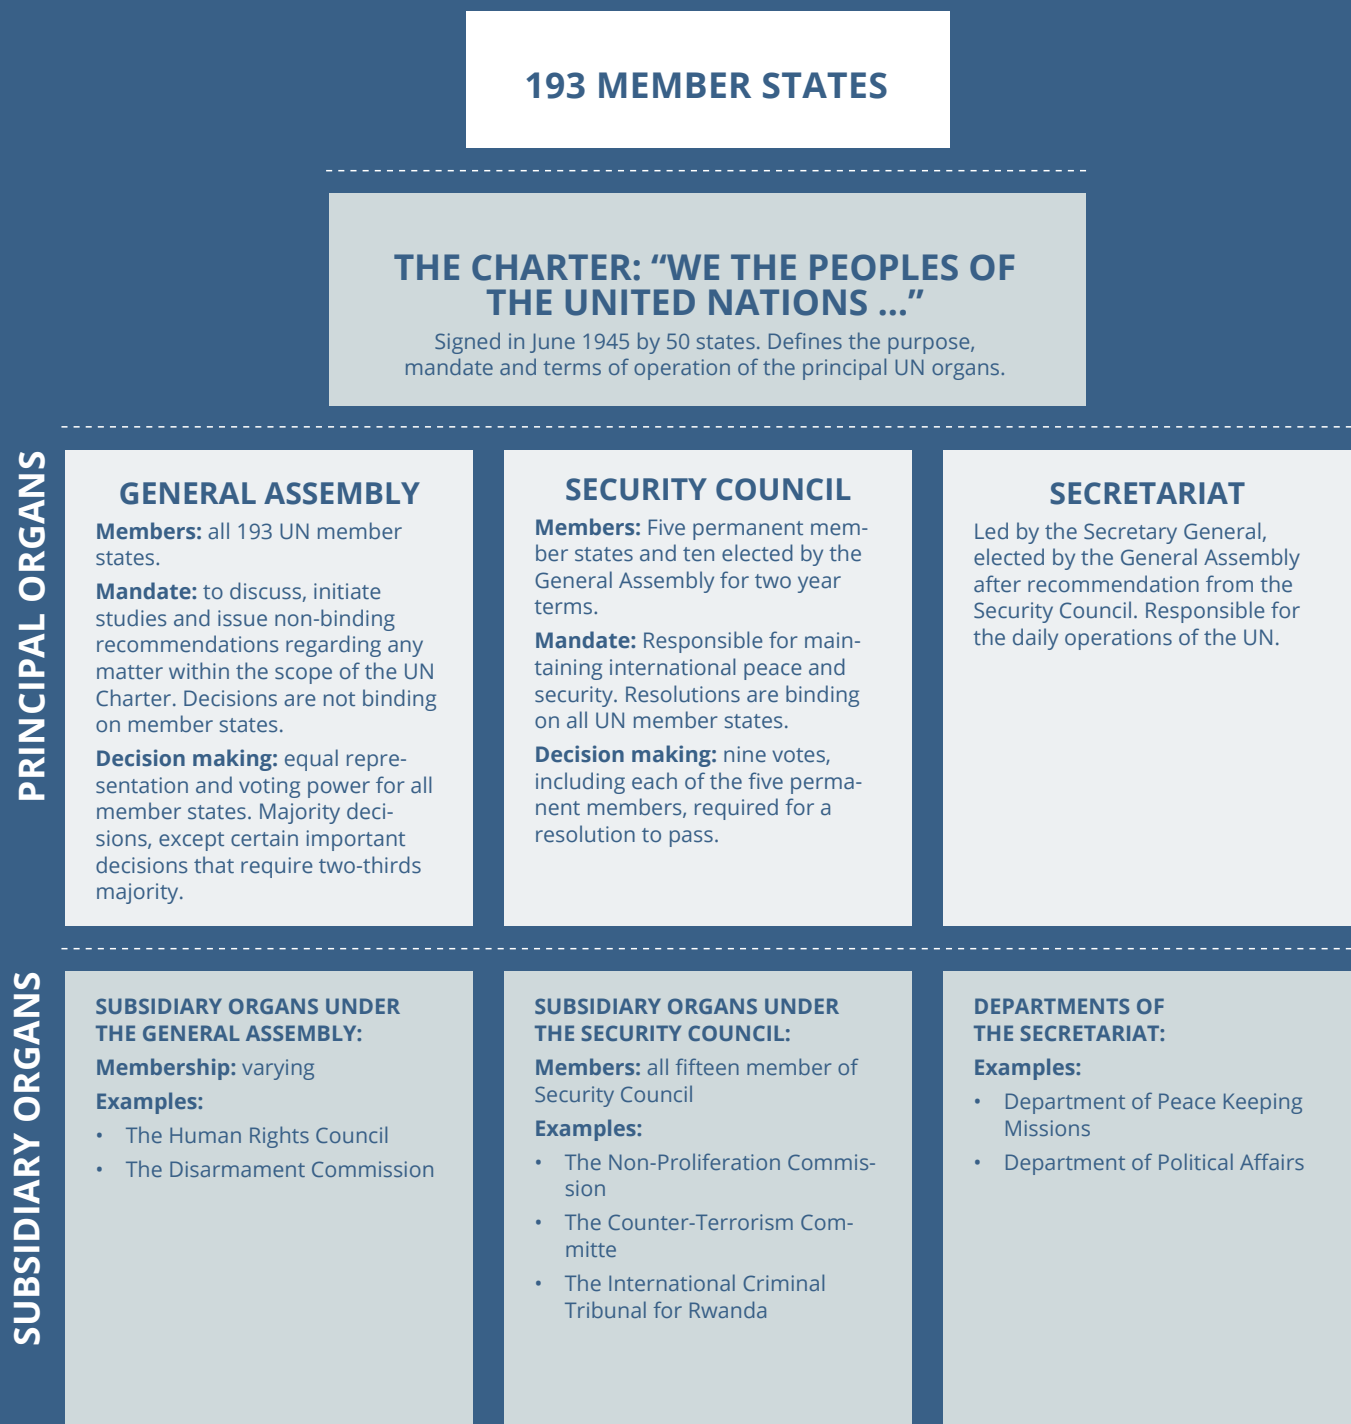 193 MEMBER STATES
THE CHARTER: “WE THE PEOPLES OF
THE UNITED NATIONS ...”
Signed in June 1945 by 50 states. Defines the purpose,
mandate and terms of operation of the principal UN organs.
PRINCIPAL ORGANS
GENERAL ASSEMBLY
Members: all 193 UN member
states.
Mandate: to discuss, initiate
studies and issue non-binding
recommendations regarding any
matter within the scope of the UN
Charter. Decisions are not binding
on member states.
Decision making: equal repre-
sentation and voting power for all
member states. Majority deci-
sions, except certain important
decisions that require two-thirds
majority.
SECURITY COUNCIL
Members: Five permanent mem-
ber states and ten elected by the
General Assembly for two year
terms.
Mandate: Responsible for main-
taining international peace and
security. Resolutions are binding
on all UN member states.
Decision making: nine votes,
including each of the five perma-
nent members, required for a
resolution to pass.
SECRETARIAT
Led by the Secretary General,
elected by the General Assembly
after recommendation from the
Security Council. Responsible for
the daily operations of the UN.
SUBSIDIARY ORGANS
SUBSIDIARY ORGANS UNDER
THE GENERAL ASSEMBLY:
Membership: varying
Examples:
• The Human Rights Council
• The Disarmament Commission
SUBSIDIARY ORGANS UNDER
THE SECURITY COUNCIL:
Members: all fifteen member of
Security Council
Examples:
• The Non-Proliferation Commis-
sion
• The Counter-Terrorism Com-
mitte
• The International Criminal
Tribunal for Rwanda
DEPARTMENTS OF
THE SECRETARIAT:
Examples:
• Department of Peace Keeping
Missions
• Department of Political Affairs